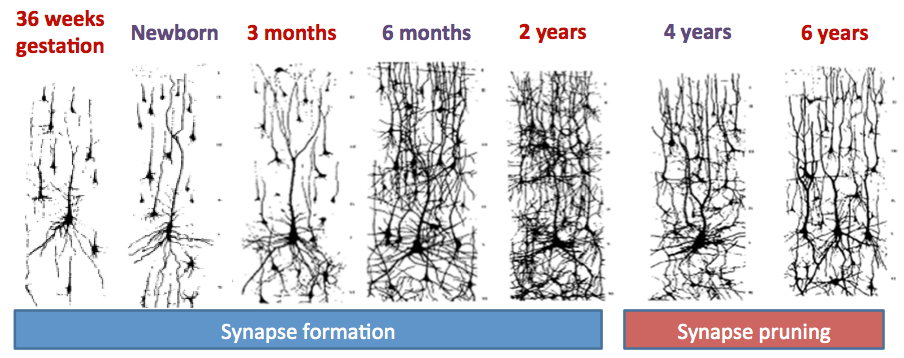 36 weeks
gestation
Newborn
3 months
6 months
2 years
4 years
6 years
Synapse formation
Synapse pruning